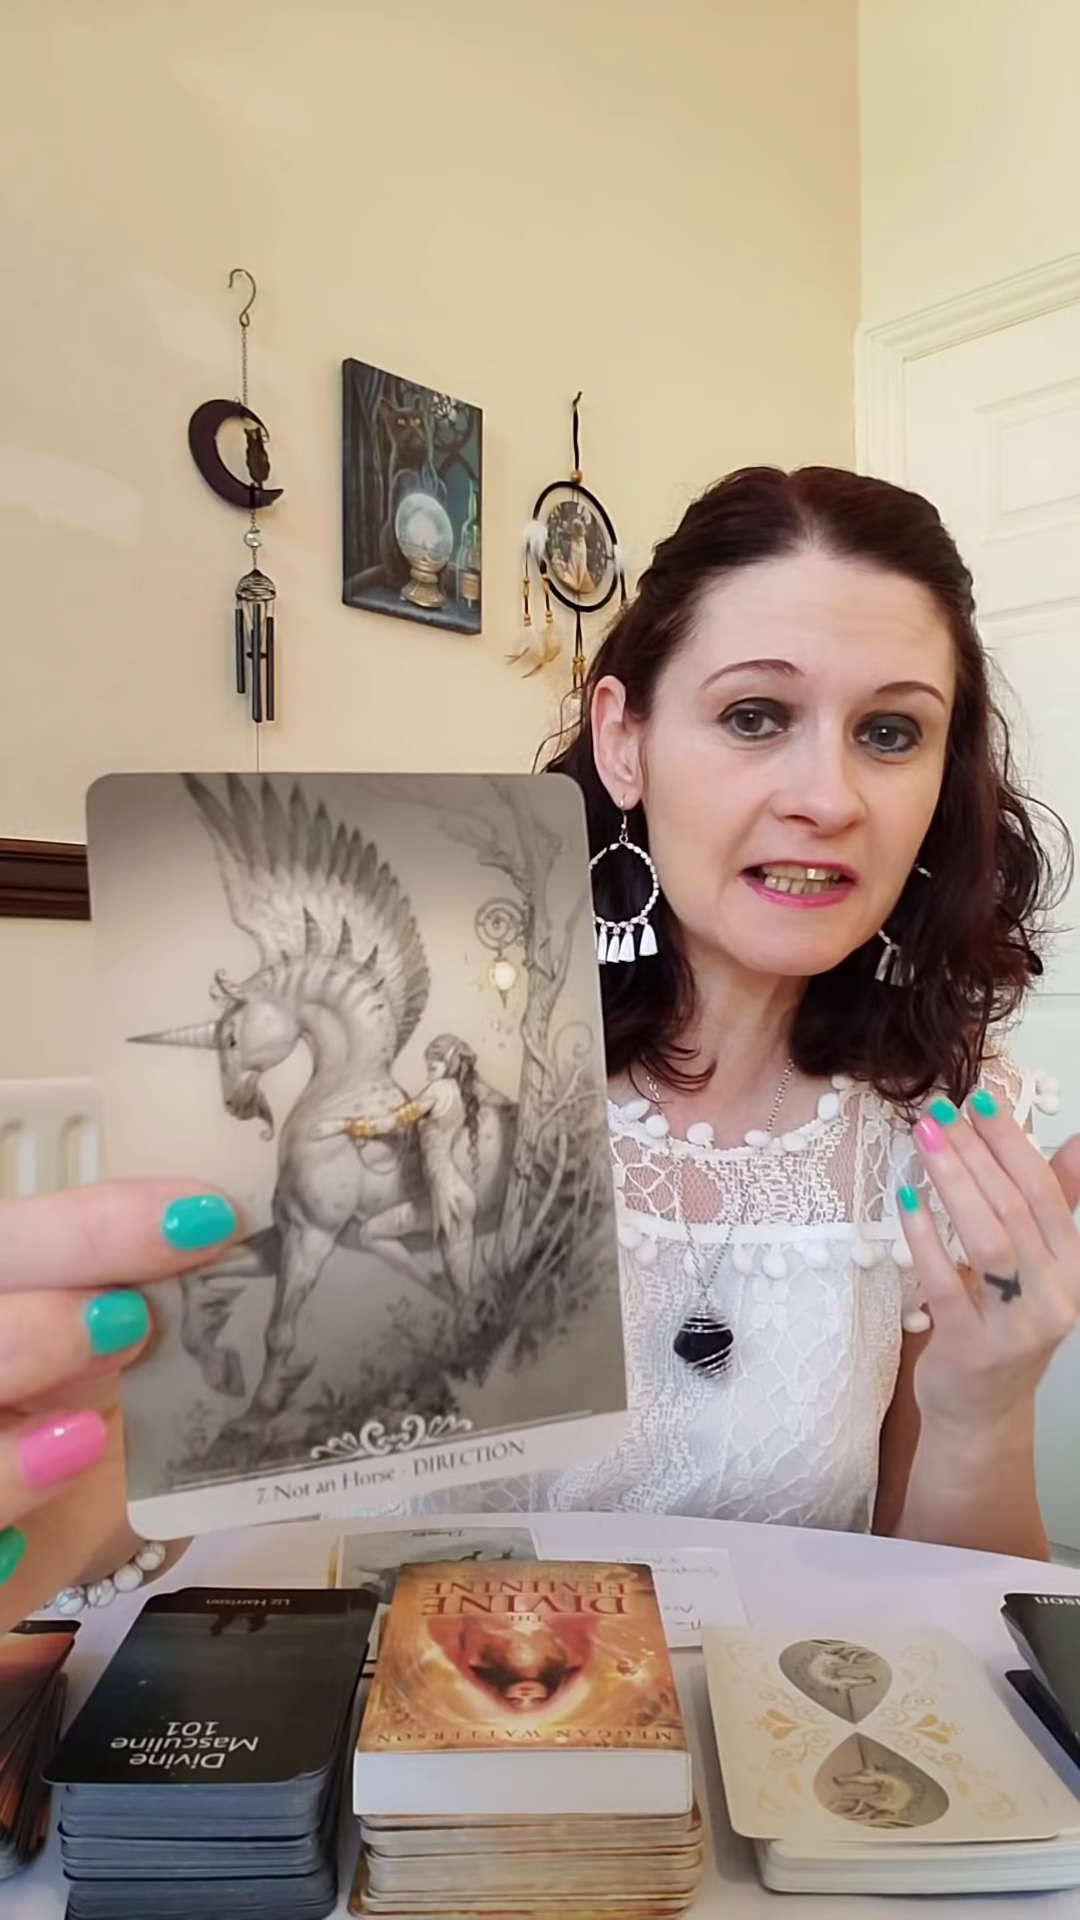 7. Not an Horse - DIRECTION
Liz Harrison
Divine
Masculine
101
THE
DIVINE
FEMININE
MEGGAN WATTERSON